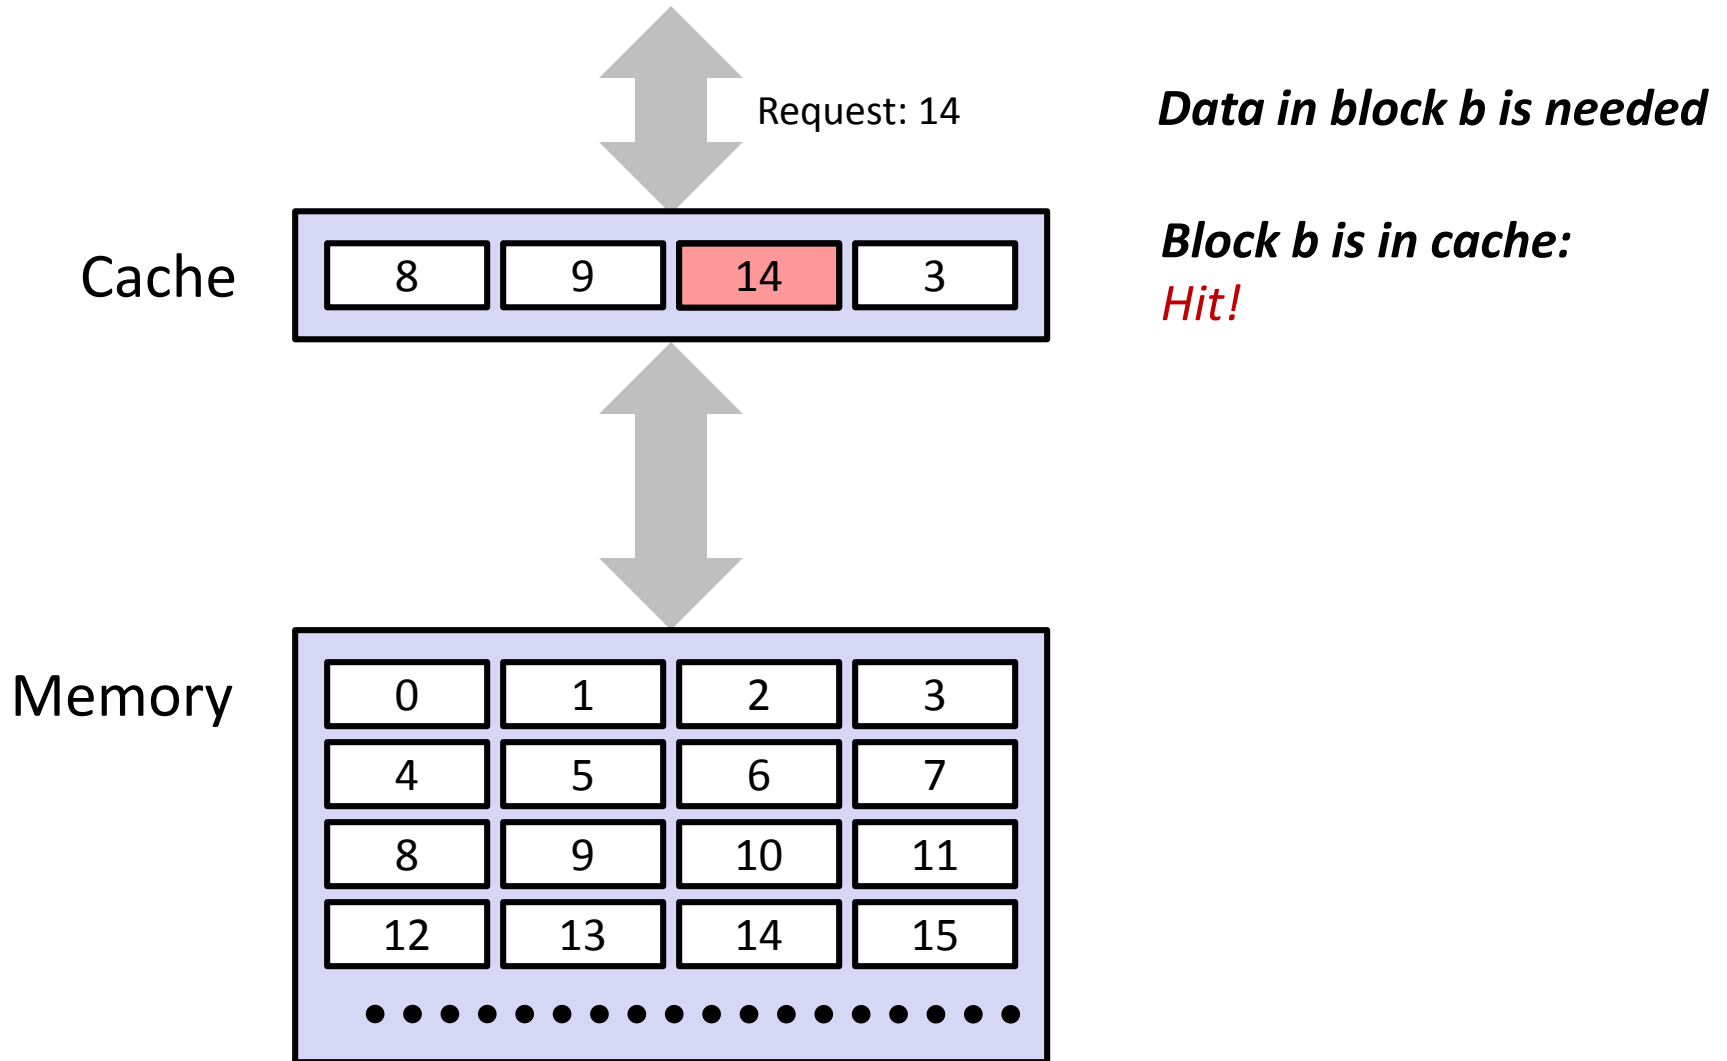 Request: 14
Data in block b is needed
Cache
8 9 14 3
Block b is in cache:
Hit!
Memory
0 1 2 3
4 5 6 7
8 9 10 11
12 13 14 15